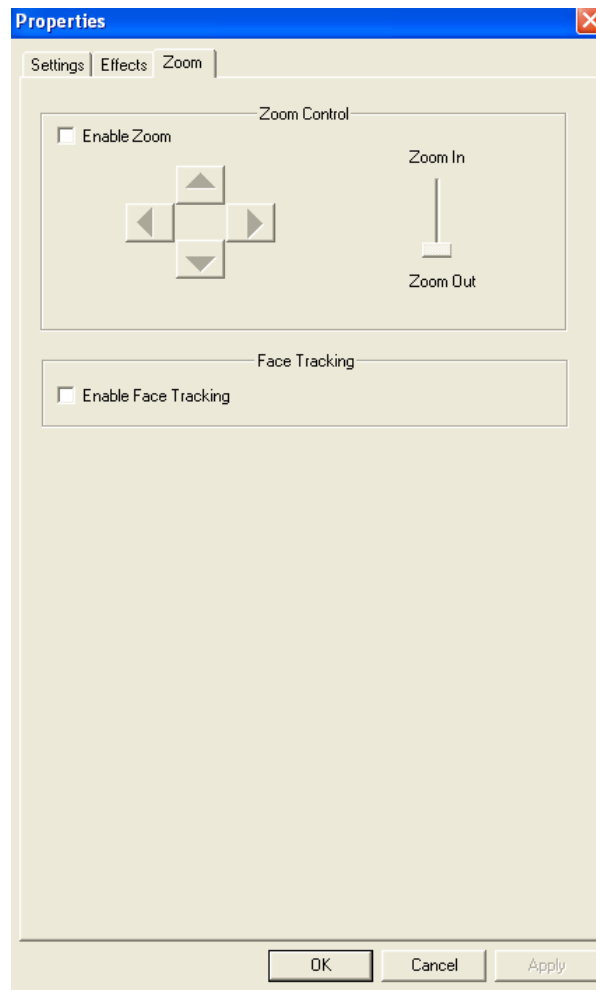 Properties
Settings Effects Zoom
Zoom Control
Enable Zoom
Zoom In
Zoom Out
Face Tracking
Enable Face Tracking
OK Cancel Apply